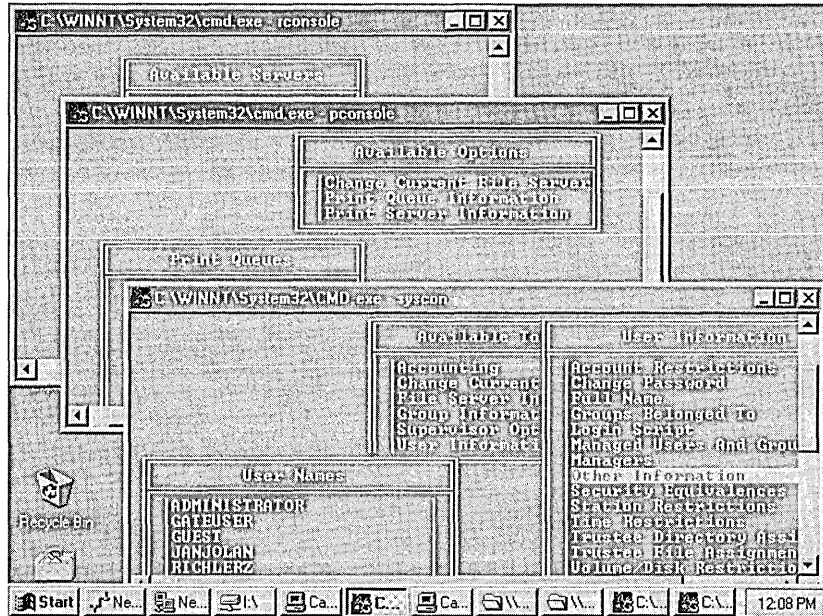 C:\WINNT\System32\cmd.exe - rconsole
Available Servers
C:\WINNT\System32\cmd.exe - pconsole
Available Options
Change Current File Server
Print Queue Information
Print Server Information
Print Queues
C:\WINNT\System32\CMD.exe - syscon
Available To
Accounting
Change Current
File Server In
Group Informat
Supervisor Opt
User Informati
User Information
Account Restrictions
Change Password
Full Name
Groups Belonged To
Login Script
Managed Users And Grou
Managers
Other Information
Security Equivalences
Station Restrictions
Time Restrictions
Trustee Directory Assi
Trustee File Assignmen
Volume/Disk Restrictio
User Names
ADMINISTRATOR
GATEUSER
GUEST
JANJOLAN
RICHLERZ
Recycle Bin
Start
Ne...
Ne...
I:\
Ca...
C:...
Ca...
\\...
\\...
C:\...
C:\...
12:08 PM